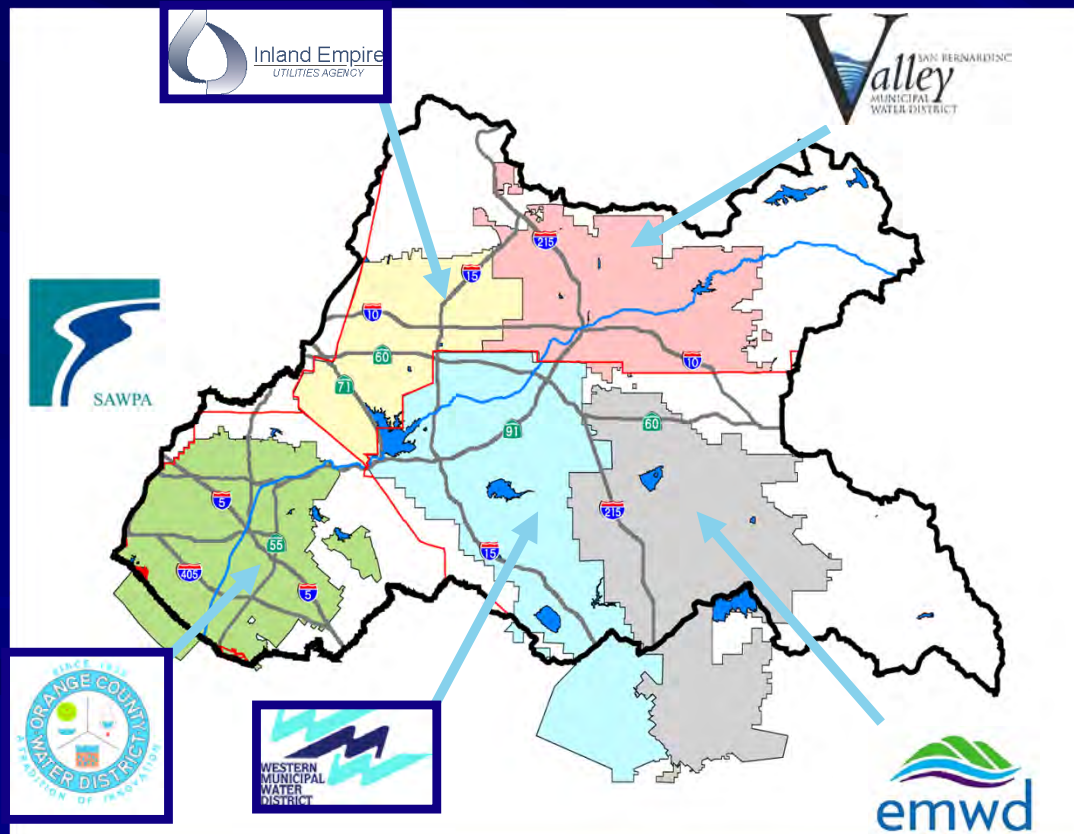 Inland Empire
UTILITIES AGENCY
Valley
SAN BERNARDINO
MUNICIPAL
WATER DISTRICT
SAWPA
215
15
10
60
71
10
91
60
5
55
405
5
15
215
SINCE 1933
ORANGE COUNTY
WATER DISTRICT
A TRADITION OF INNOVATION
WESTERN
MUNICIPAL
WATER
DISTRICT
emwd